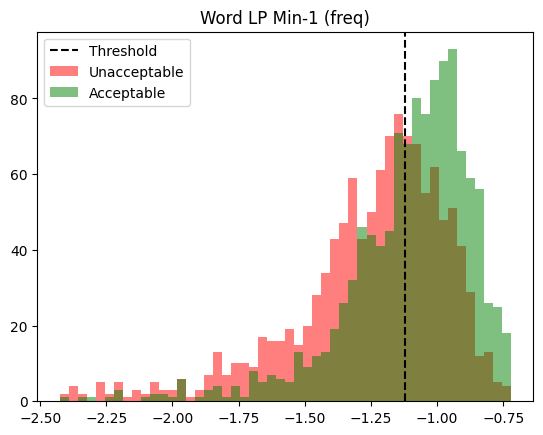 Word LP Min-1 (freq)
Threshold
Unacceptable
Acceptable
80
60
40
20
0
−2.50 −2.25 −2.00 −1.75 −1.50 −1.25 −1.00 −0.75